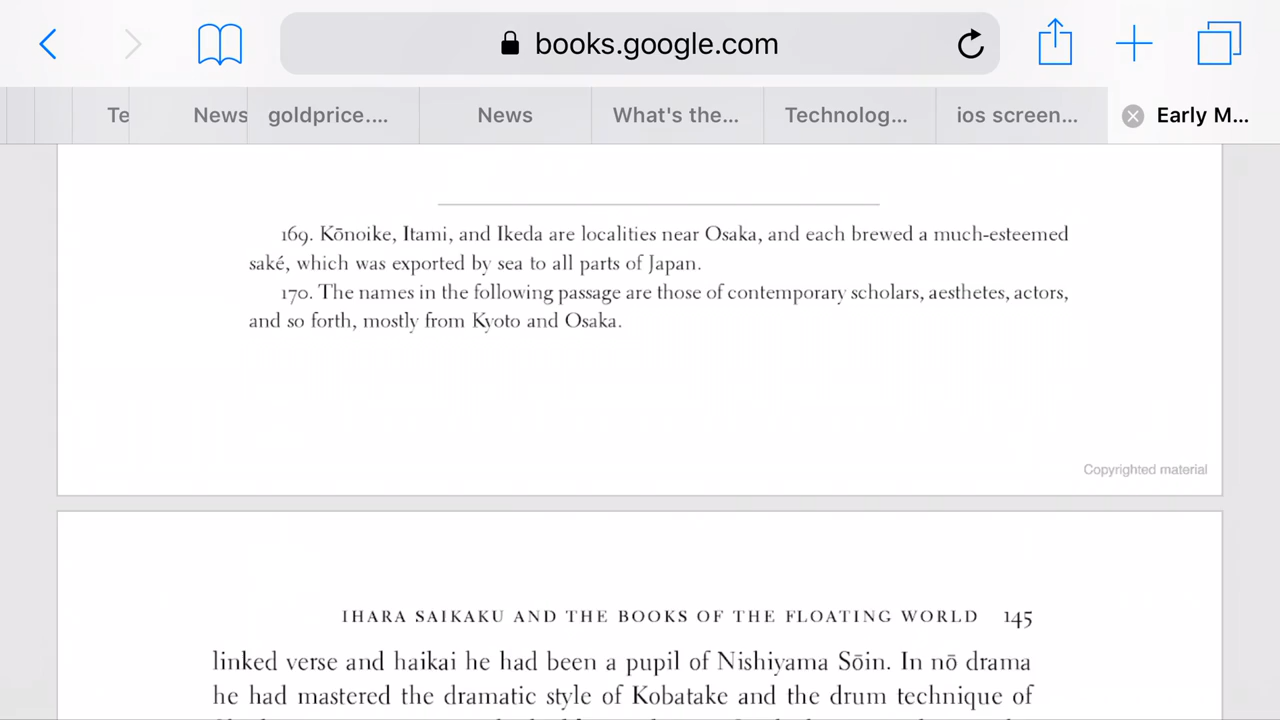 books.google.com
Te News goldprice.... News What's the... Technolog... ios screen... Early M...
169. Kōnoike, Itami, and Ikeda are localities near Osaka, and each brewed a much-esteemed
saké, which was exported by sea to all parts of Japan.
170. The names in the following passage are those of contemporary scholars, aesthetes, actors,
and so forth, mostly from Kyoto and Osaka.
Copyrighted material
IHARA SAIKAKU AND THE BOOKS OF THE FLOATING WORLD 145
linked verse and haikai he had been a pupil of Nishiyama Sōin. In nō drama
he had mastered the dramatic style of Kobatake and the drum technique of